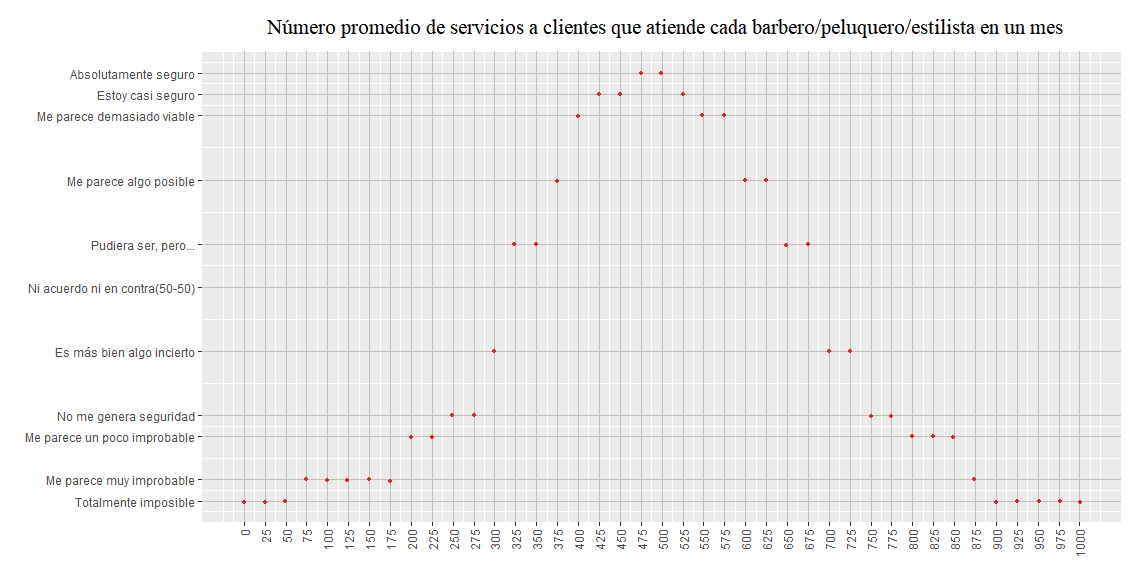 Número promedio de servicios a clientes que atiende cada barbero/peluquero/estilista en un mes
Absolutamente seguro
Estoy casi seguro
Me parece demasiado viable
Me parece algo posible
Pudiera ser, pero...
Ni acuerdo ni en contra(50-50)
Es más bien algo incierto
No me genera seguridad
Me parece un poco improbable
Me parece muy improbable
Totalmente imposible
0 25 50 75 100 125 150 175 200 225 250 275 300 325 350 375 400 425 450 475 500 525 550 575 600 625 650 675 700 725 750 775 800 825 850 875 900 925 950 975 1000